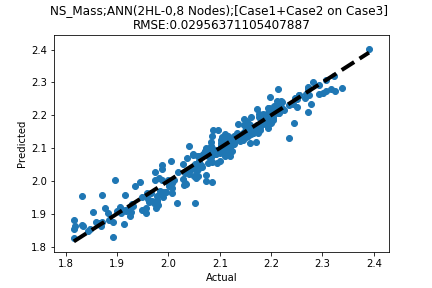 NS_Mass;ANN(2HL-0,8 Nodes);[Case1+Case2 on Case3]
RMSE:0.02956371105407887
2.4
2.3
2.2
2.1
2.0
1.9
1.8
Predicted
1.8 1.9 2.0 2.1 2.2 2.3 2.4
Actual